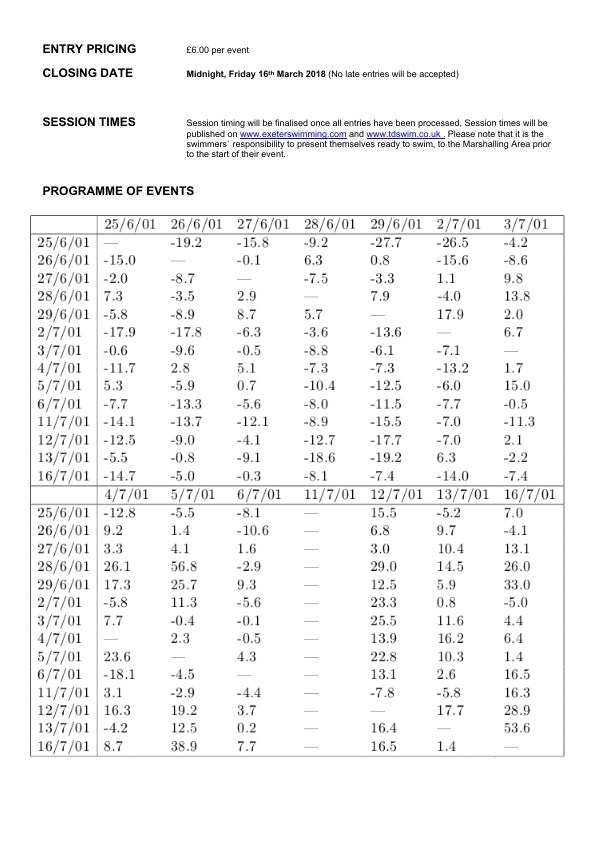 ENTRY PRICING £6.00 per event
CLOSING DATE Midnight, Friday 16th March 2018 (No late entries will be accepted)
SESSION TIMES Session timing will be finalised once all entries have been processed, Session times will be
published on www.exeterswimming.com and www.tdswim.co.uk . Please note that it is the
swimmers` responsibility to present themselves ready to swim, to the Marshalling Area prior
to the start of their event.
PROGRAMME OF EVENTS
25/6/01 26/6/01 27/6/01 28/6/01 29/6/01 2/7/01 3/7/01
25/6/01 — -19.2 -15.8 -9.2 -27.7 -26.5 -4.2
26/6/01 -15.0 — -0.1 6.3 0.8 -15.6 -8.6
27/6/01 -2.0 -8.7 — -7.5 -3.3 1.1 9.8
28/6/01 7.3 -3.5 2.9 — 7.9 -4.0 13.8
29/6/01 -5.8 -8.9 8.7 5.7 — 17.9 2.0
2/7/01 -17.9 -17.8 -6.3 -3.6 -13.6 — 6.7
3/7/01 -0.6 -9.6 -0.5 -8.8 -6.1 -7.1 —
4/7/01 -11.7 2.8 5.1 -7.3 -7.3 -13.2 1.7
5/7/01 5.3 -5.9 0.7 -10.4 -12.5 -6.0 15.0
6/7/01 -7.7 -13.3 -5.6 -8.0 -11.5 -7.7 -0.5
11/7/01 -14.1 -13.7 -12.1 -8.9 -15.5 -7.0 -11.3
12/7/01 -12.5 -9.0 -4.1 -12.7 -17.7 -7.0 2.1
13/7/01 -5.5 -0.8 -9.1 -18.6 -19.2 6.3 -2.2
16/7/01 -14.7 -5.0 -0.3 -8.1 -7.4 -14.0 -7.4
4/7/01 5/7/01 6/7/01 11/7/01 12/7/01 13/7/01 16/7/01
25/6/01 -12.8 -5.5 -8.1 — 15.5 -5.2 7.0
26/6/01 9.2 1.4 -10.6 — 6.8 9.7 -4.1
27/6/01 3.3 4.1 1.6 — 3.0 10.4 13.1
28/6/01 26.1 56.8 -2.9 — 29.0 14.5 26.0
29/6/01 17.3 25.7 9.3 — 12.5 5.9 33.0
2/7/01 -5.8 11.3 -5.6 — 23.3 0.8 -5.0
3/7/01 7.7 -0.4 -0.1 — 25.5 11.6 4.4
4/7/01 — 2.3 -0.5 — 13.9 16.2 6.4
5/7/01 23.6 — 4.3 — 22.8 10.3 1.4
6/7/01 -18.1 -4.5 — — 13.1 2.6 16.5
11/7/01 3.1 -2.9 -4.4 — -7.8 -5.8 16.3
12/7/01 16.3 19.2 3.7 — — 17.7 28.9
13/7/01 -4.2 12.5 0.2 — 16.4 — 53.6
16/7/01 8.7 38.9 7.7 — 16.5 1.4 —